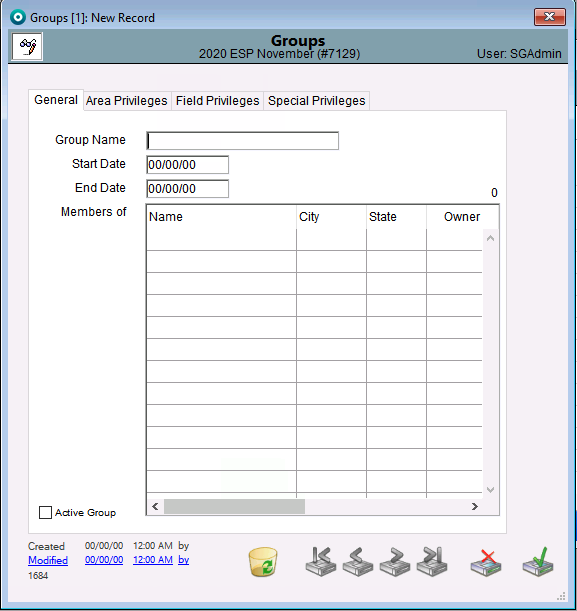 Groups [1]: New Record
Groups
2020 ESP November (#7129)
User: SGAdmin
General Area Privileges Field Privileges Special Privileges
Group Name
Start Date 00/00/00
End Date 00/00/00
0
Members of
Name City State Owner
Active Group
Created 00/00/00 12:00 AM by
Modified 00/00/00 12:00 AM by
1684